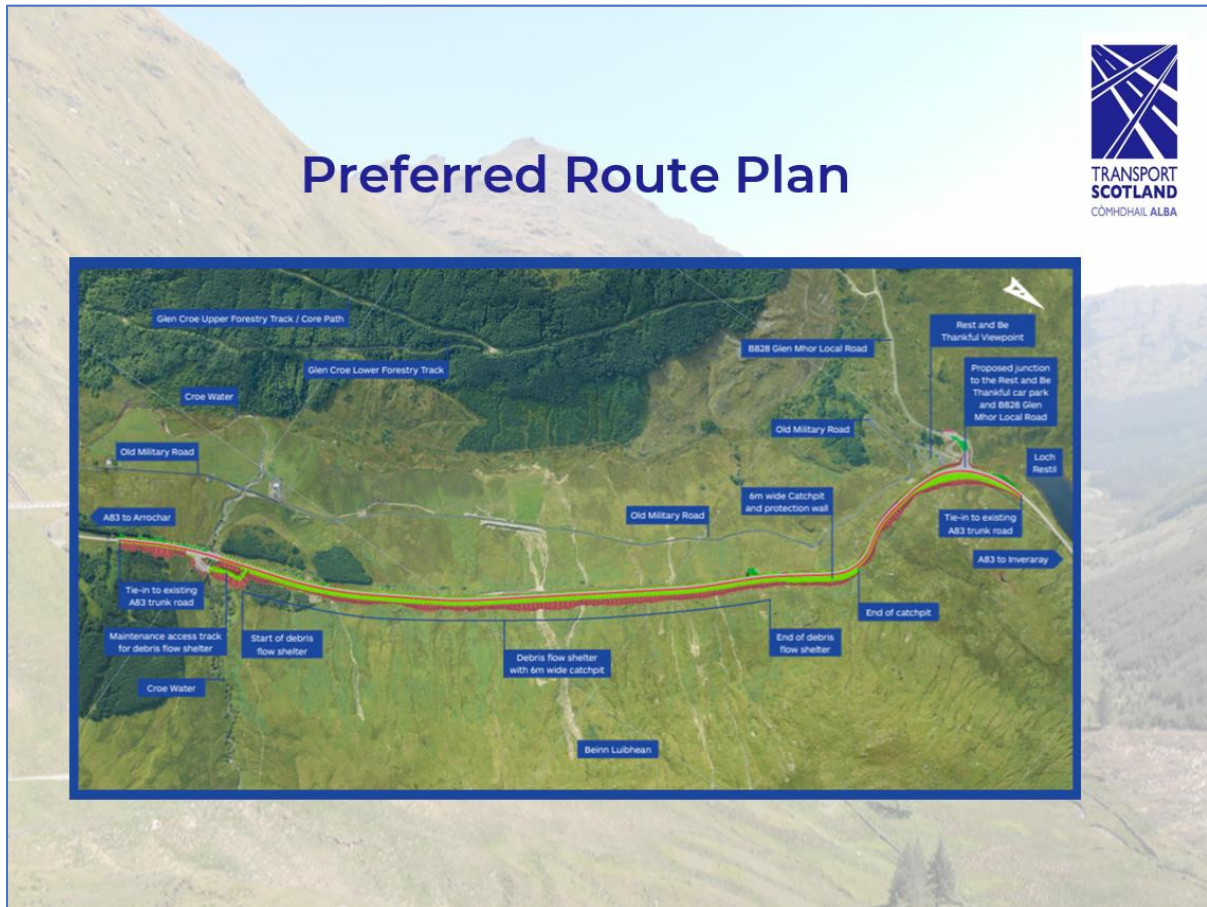 Preferred Route Plan
TRANSPORT
SCOTLAND
CÒMHDHAIL ALBA
Glen Croe Upper Forestry Track / Core Path
Glen Croe Lower Forestry Track
Croe Water
Old Military Road
A83 to Arrochar
Tie-in to existing
A83 trunk road
Maintenance access track
for debris flow shelter
Croe Water
Start of debris
flow shelter
Debris flow shelter
with 6m wide catchpit
Beinn Luibhean
End of debris
flow shelter
Old Military Road
6m wide Catchpit
and protection wall
B828 Glen Mhor Local Road
Old Military Road
Rest and Be
Thankful Viewpoint
Proposed junction
to the Rest and Be
Thankful car park
and B828 Glen
Mhor Local Road
Loch
Restil
Tie-in to existing
A83 trunk road
A83 to Inveraray
End of catchpit